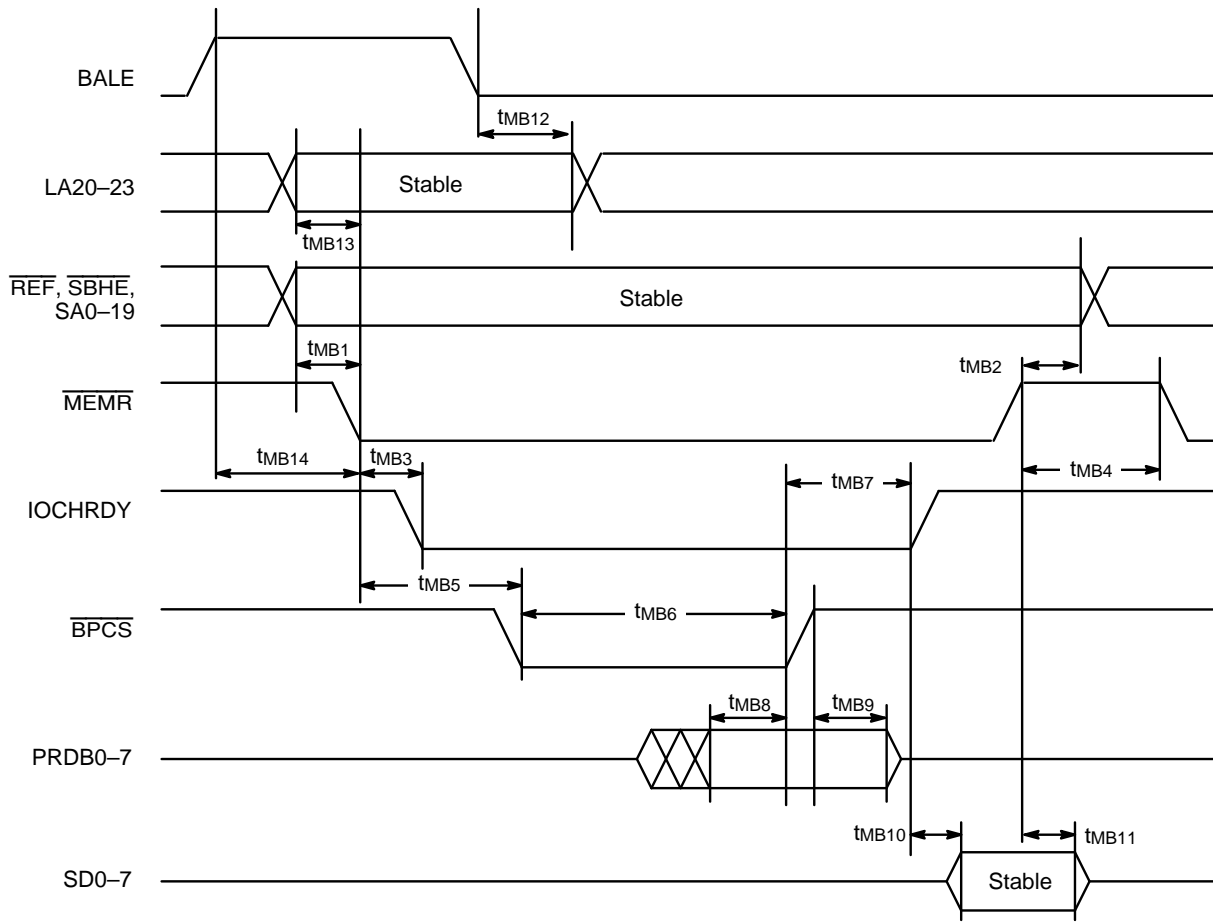 BALE
tMB12
LA20–23
Stable
tMB13
REF, SBHE,
SA0–19
Stable
tMB1
tMB2
MEMR
tMB14
tMB3
tMB4
tMB7
IOCHRDY
tMB5
tMB6
BPCS
tMB8
tMB9
PRDB0–7
tMB10
tMB11
SD0–7
Stable